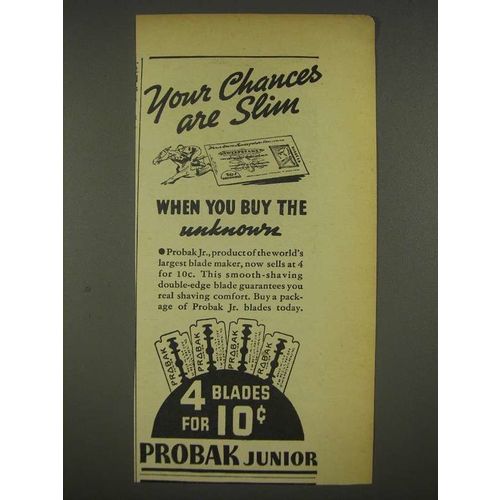 Your Chances
are Slim
WHEN YOU BUY THE
unknown
● Probak Jr., product of the world's
largest blade maker, now sells at 4
for 10c. This smooth-shaving
double-edge blade guarantees you
real shaving comfort. Buy a pack-
age of Probak Jr. blades today.
PROBAK PROBAK PROBAK PROBAK
4 BLADES
FOR 10¢
PROBAK JUNIOR